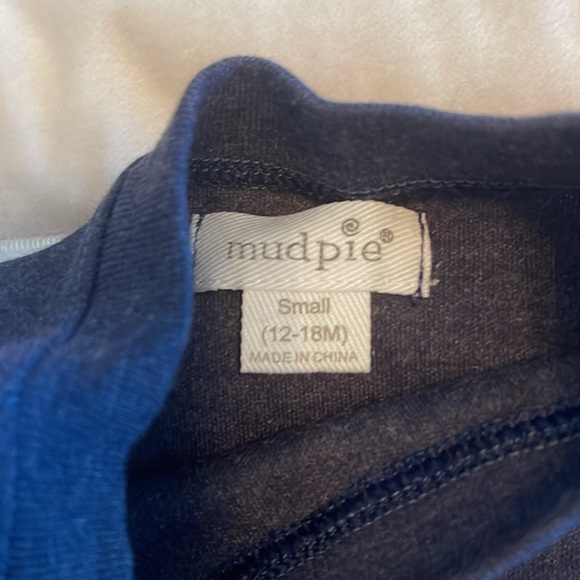 mudpie®
Small
(12-18M)
MADE IN CHINA